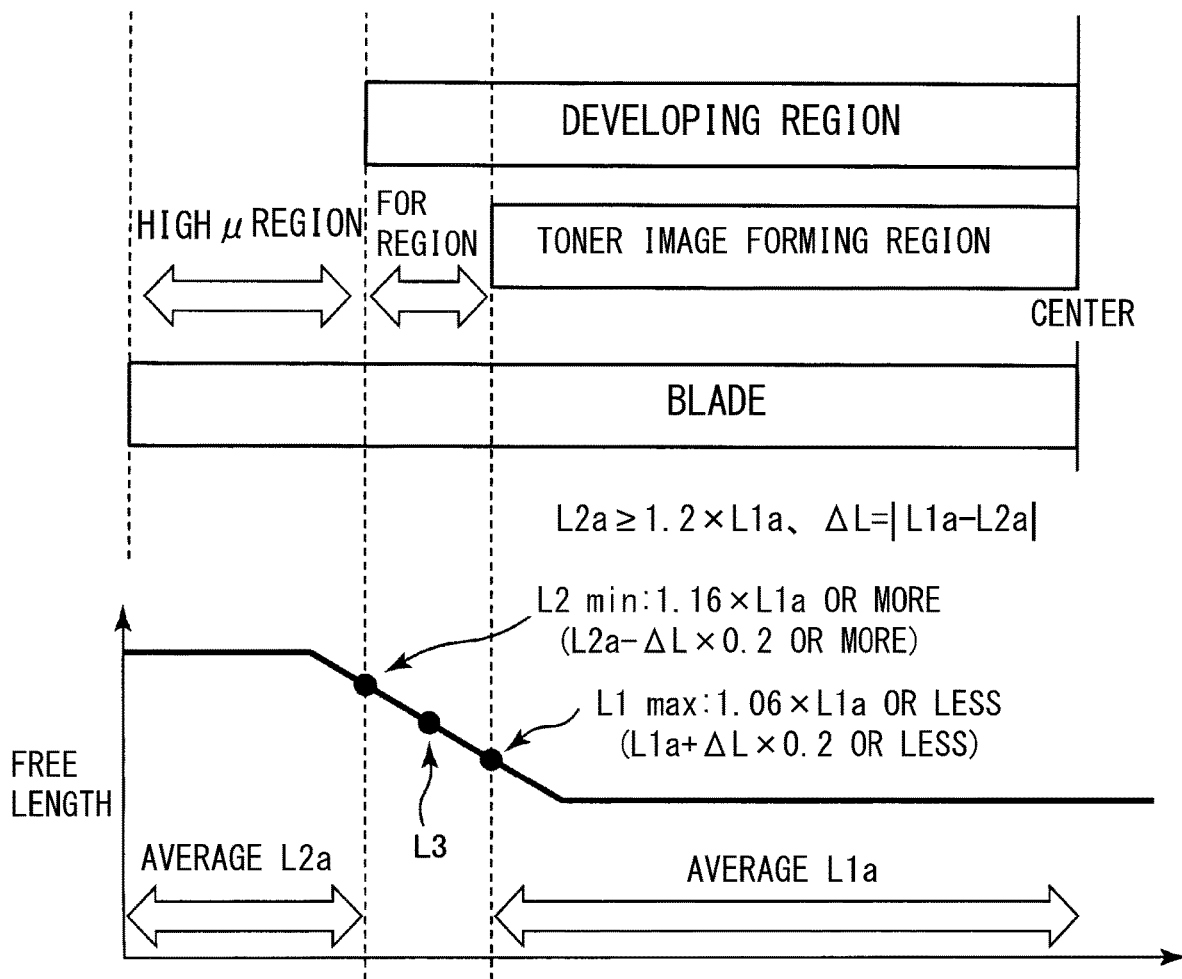 DEVELOPING REGION
HIGH μ REGION
FOR
REGION
TONER IMAGE FORMING REGION
CENTER
BLADE
L2a≥1.2×L1a、ΔL=|L1a-L2a|
L2 min:1.16×L1a OR MORE
(L2a-ΔL×0.2 OR MORE)
L1 max:1.06×L1a OR LESS
(L1a+ΔL×0.2 OR LESS)
FREE
LENGTH
L3
AVERAGE L2a
AVERAGE L1a